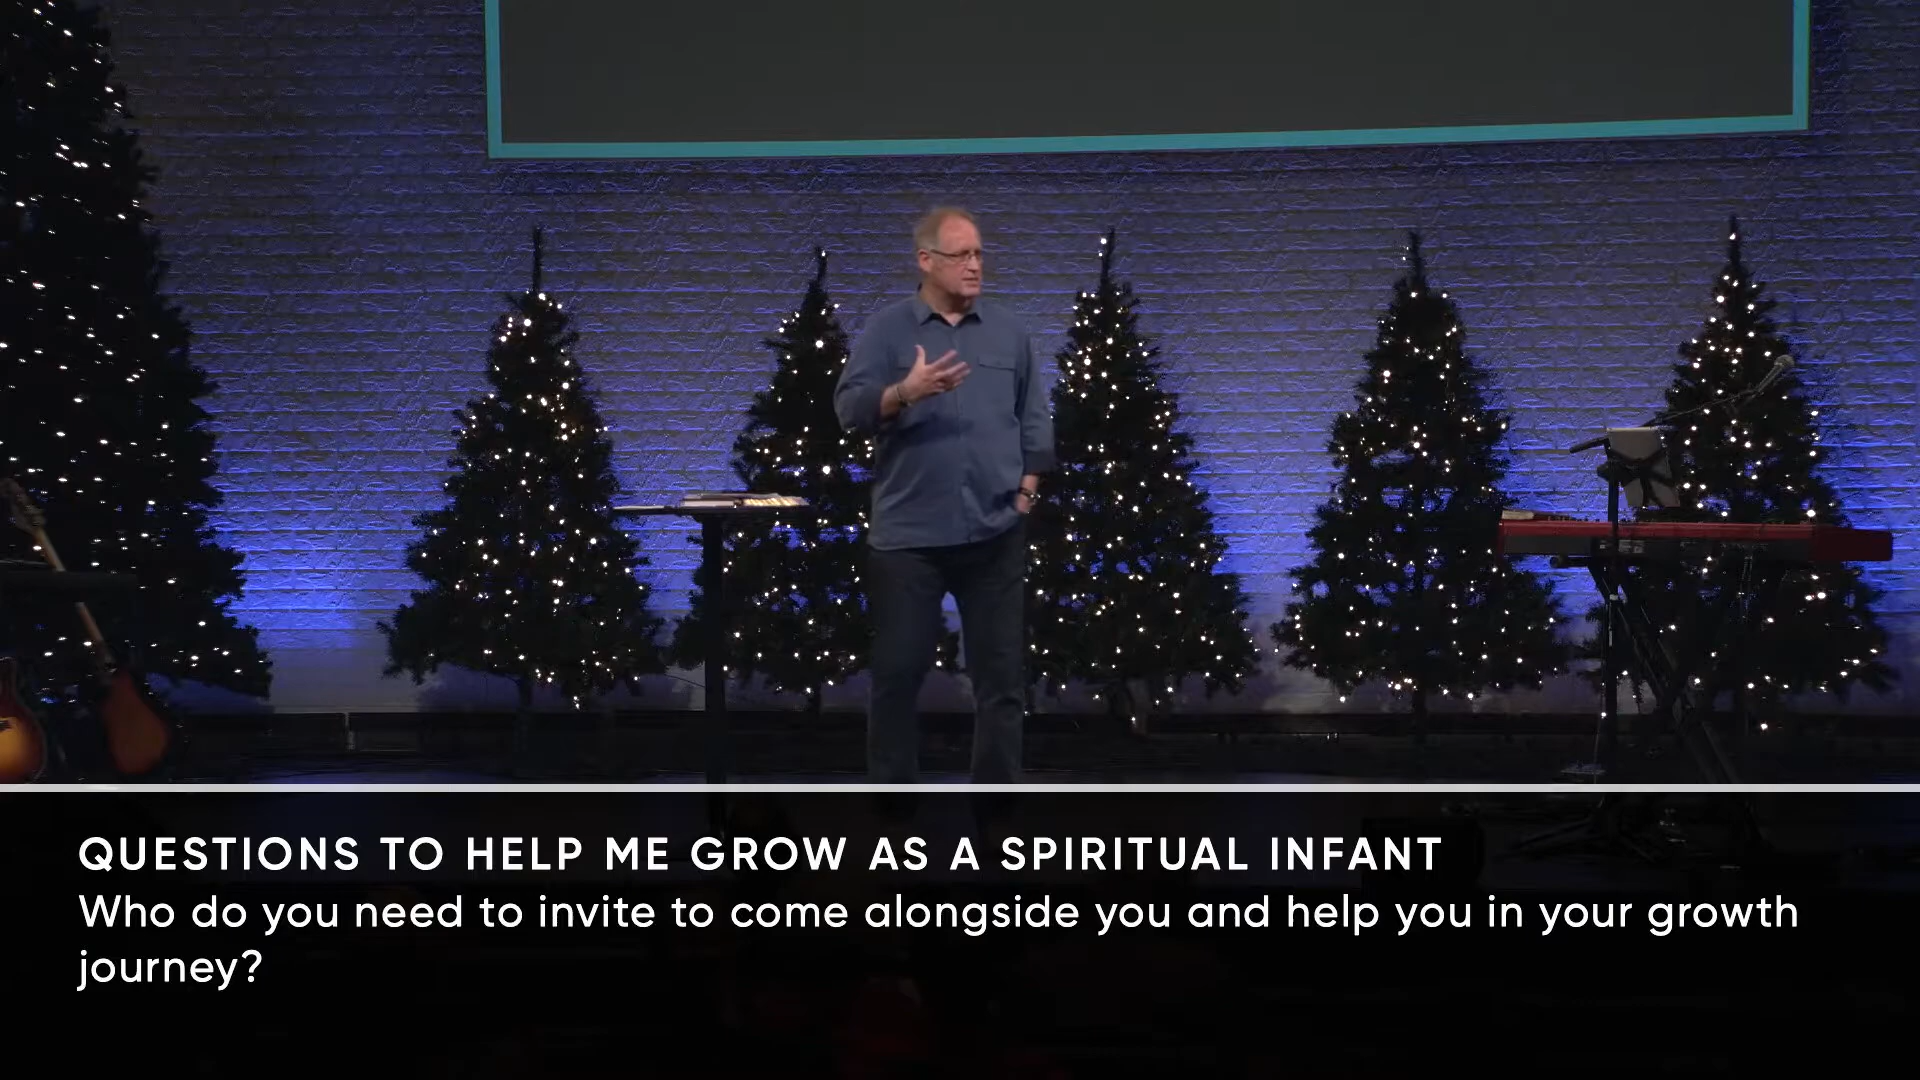 QUESTIONS TO HELP ME GROW AS A SPIRITUAL INFANT
Who do you need to invite to come alongside you and help you in your growth
journey?